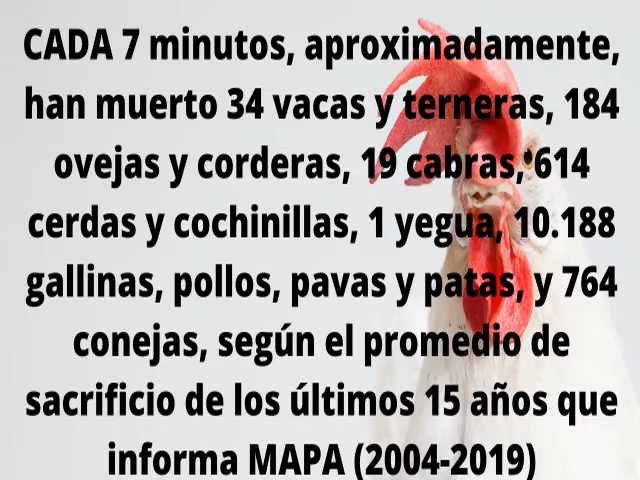 CADA 7 minutos, aproximadamente,
han muerto 34 vacas y terneras, 184
ovejas y corderas, 19 cabras, 614
cerdas y cochinillas, 1 yegua, 10.188
gallinas, pollos, pavas y patas, y 764
conejas, según el promedio de
sacrificio de los últimos 15 años que
informa MAPA (2004-2019)